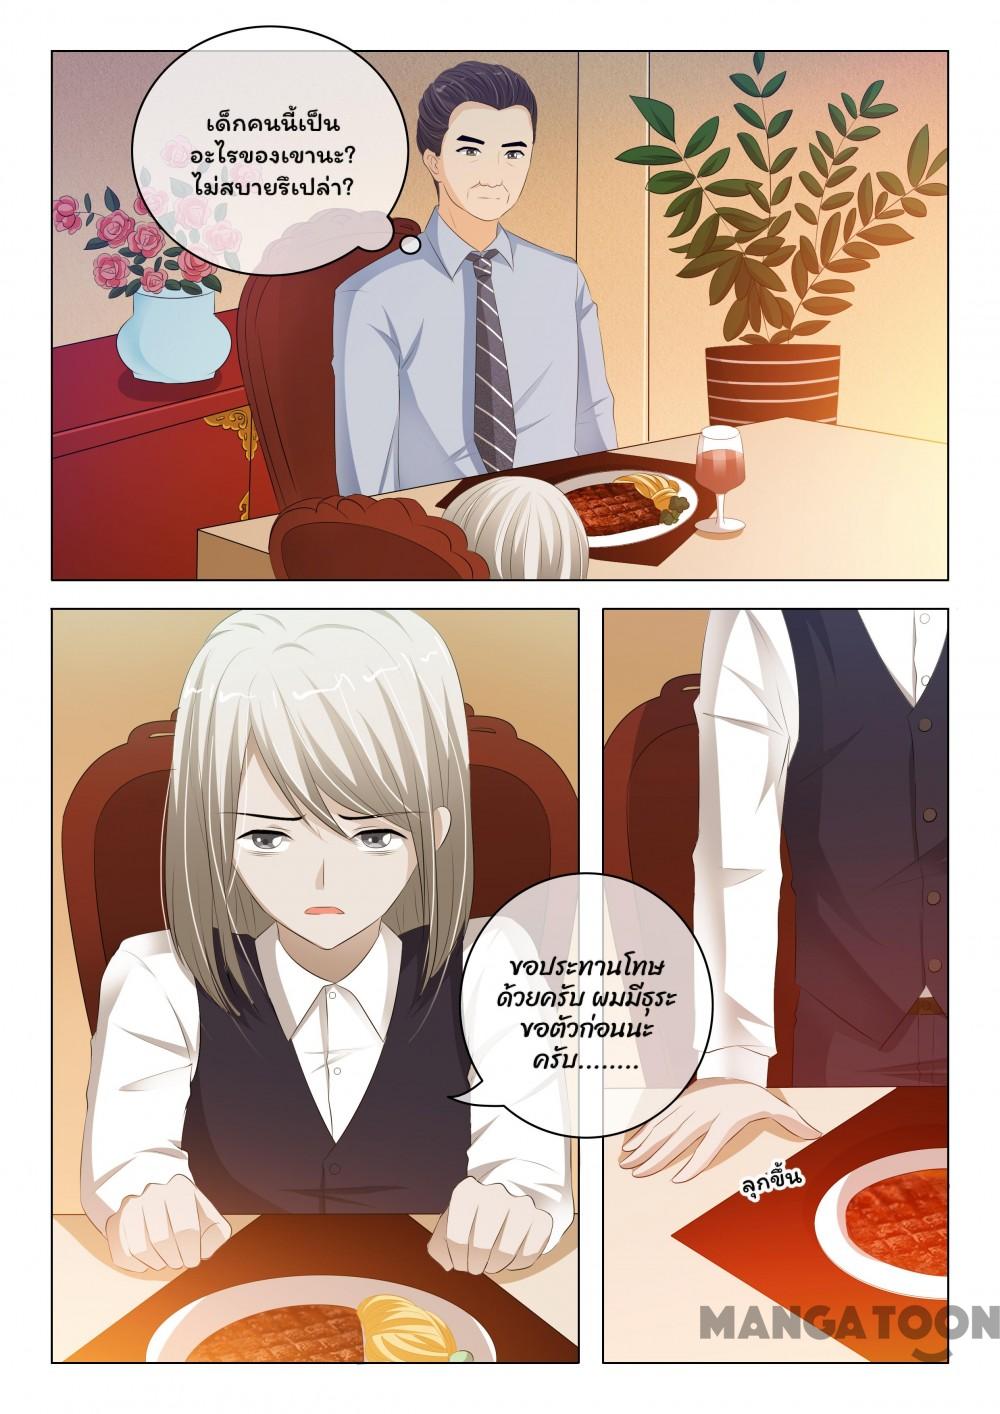 เด็กคนนี้เป็น
อะไรของเขานะ?
ไม่สบายรึเปล่า?
ขอประทานโทษ
ด้วยครับ ผมมีธุระ
ขอตัวก่อนนะ
ครับ........
ลุกขึ้น
MANGATOON